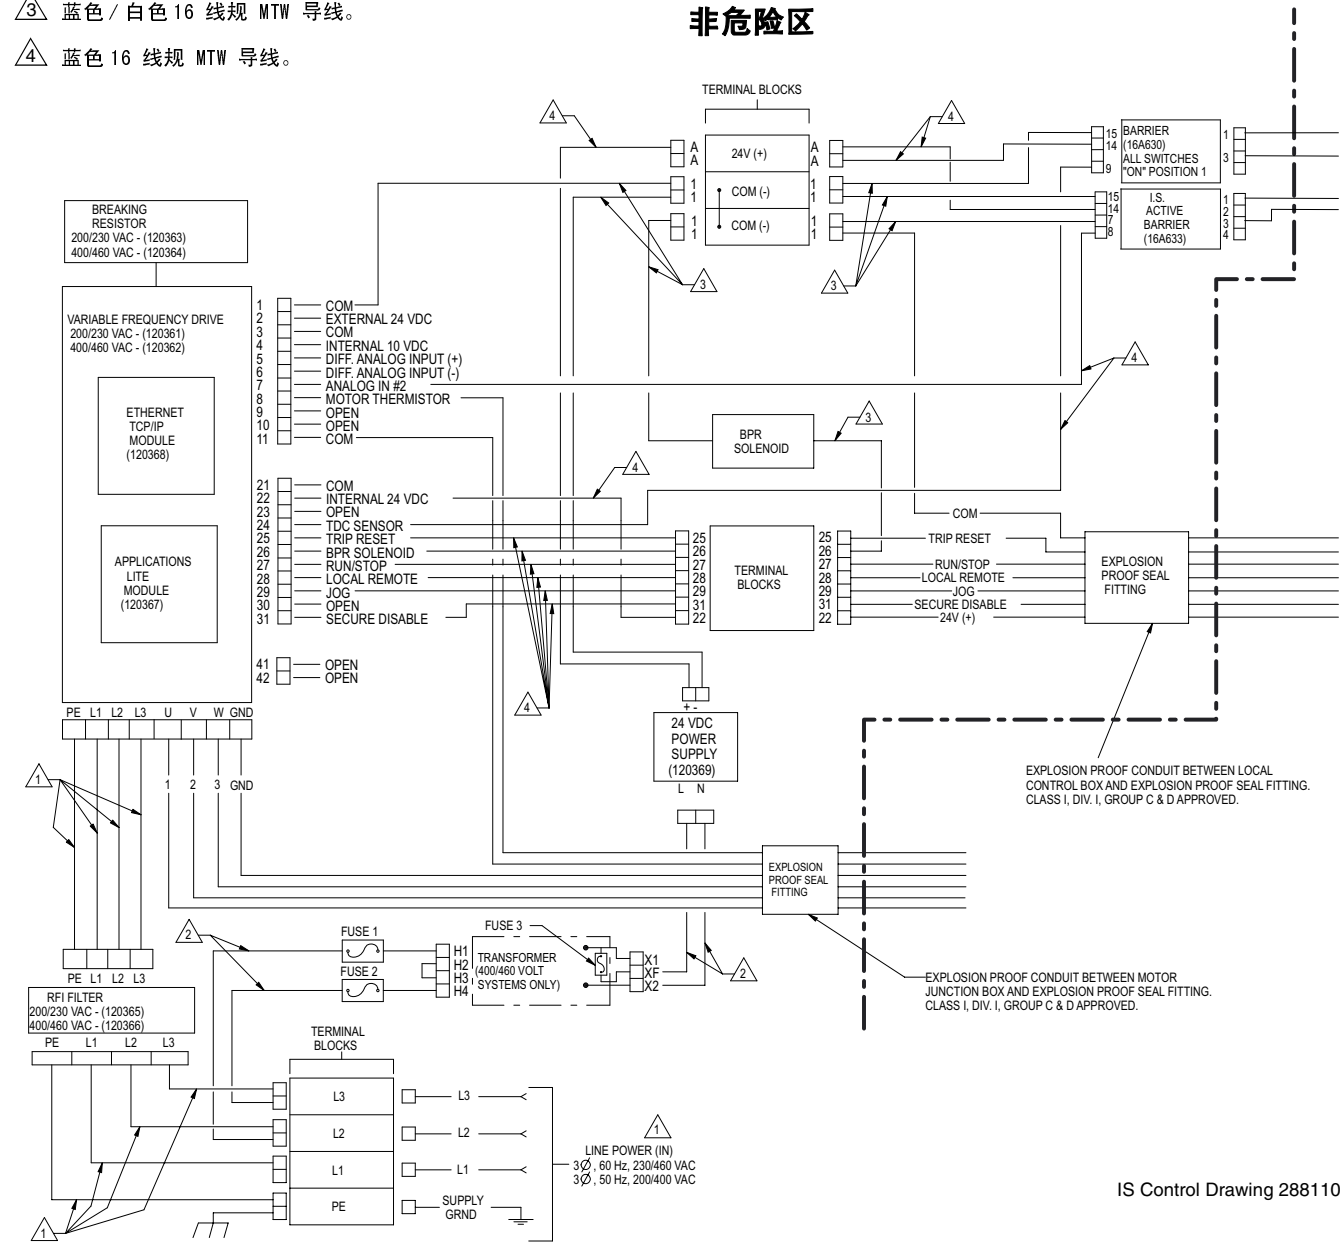 3 蓝色 / 白色 16 线规 MTW 导线。
4 蓝色 16 线规 MTW 导线。
非危险区
TERMINAL BLOCKS
4
4
A
A
24V (+)
A
A
1
1
COM (-)
1
1
1
1
COM (-)
1
1
3
3
15
14
9
BARRIER
(16A630)
ALL SWITCHES
"ON" POSITION 1
1
3
15
14
7
8
I.S.
ACTIVE
BARRIER
(16A633)
1
2
3
4
BREAKING
RESISTOR
200/230 VAC - (120363)
400/460 VAC - (120364)
VARIABLE FREQUENCY DRIVE
200/230 VAC - (120361)
400/460 VAC - (120362)
ETHERNET
TCP/IP
MODULE
(120368)
APPLICATIONS
LITE
MODULE
(120367)
1 COM
2 EXTERNAL 24 VDC
3 COM
4 INTERNAL 10 VDC
5 DIFF. ANALOG INPUT (+)
6 DIFF. ANALOG INPUT (-)
7 ANALOG IN #2
8 MOTOR THERMISTOR
9 OPEN
10 OPEN
11 COM
21 COM
22 INTERNAL 24 VDC
23 OPEN
24 TDC SENSOR
25 TRIP RESET
26 BPR SOLENOID
27 RUN/STOP
28 LOCAL REMOTE
29 JOG
30 OPEN
31 SECURE DISABLE
41 OPEN
42 OPEN
4
BPR
SOLENOID
3
4
4
25
26
27
28
29
31
22
TERMINAL
BLOCKS
25
26
27
28
29
31
22
COM
TRIP RESET
RUN/STOP
LOCAL REMOTE
JOG
SECURE DISABLE
24V (+)
EXPLOSION
PROOF SEAL
FITTING
PE L1 L2 L3 U V W GND
1
1 2 3 GND
+ -
24 VDC
POWER
SUPPLY
(120369)
L N
EXPLOSION PROOF CONDUIT BETWEEN LOCAL
CONTROL BOX AND EXPLOSION PROOF SEAL FITTING.
CLASS I, DIV. I, GROUP C & D APPROVED.
EXPLOSION
PROOF SEAL
FITTING
2
FUSE 1
FUSE 2
H1
H2
H3
H4
FUSE 3
TRANSFORMER
(400/460 VOLT
SYSTEMS ONLY)
X1
XF
X2
2
EXPLOSION PROOF CONDUIT BETWEEN MOTOR
JUNCTION BOX AND EXPLOSION PROOF SEAL FITTING.
CLASS I, DIV. I, GROUP C & D APPROVED.
PE L1 L2 L3
RFI FILTER
200/230 VAC - (120365)
400/460 VAC - (120366)
PE L1 L2 L3
TERMINAL
BLOCKS
L3
L3
L2
L2
L1
L1
PE
SUPPLY
GRND
1
LINE POWER (IN)
3Ø, 60 Hz, 230/460 VAC
3Ø, 50 Hz, 200/400 VAC
1
IS Control Drawing 288110